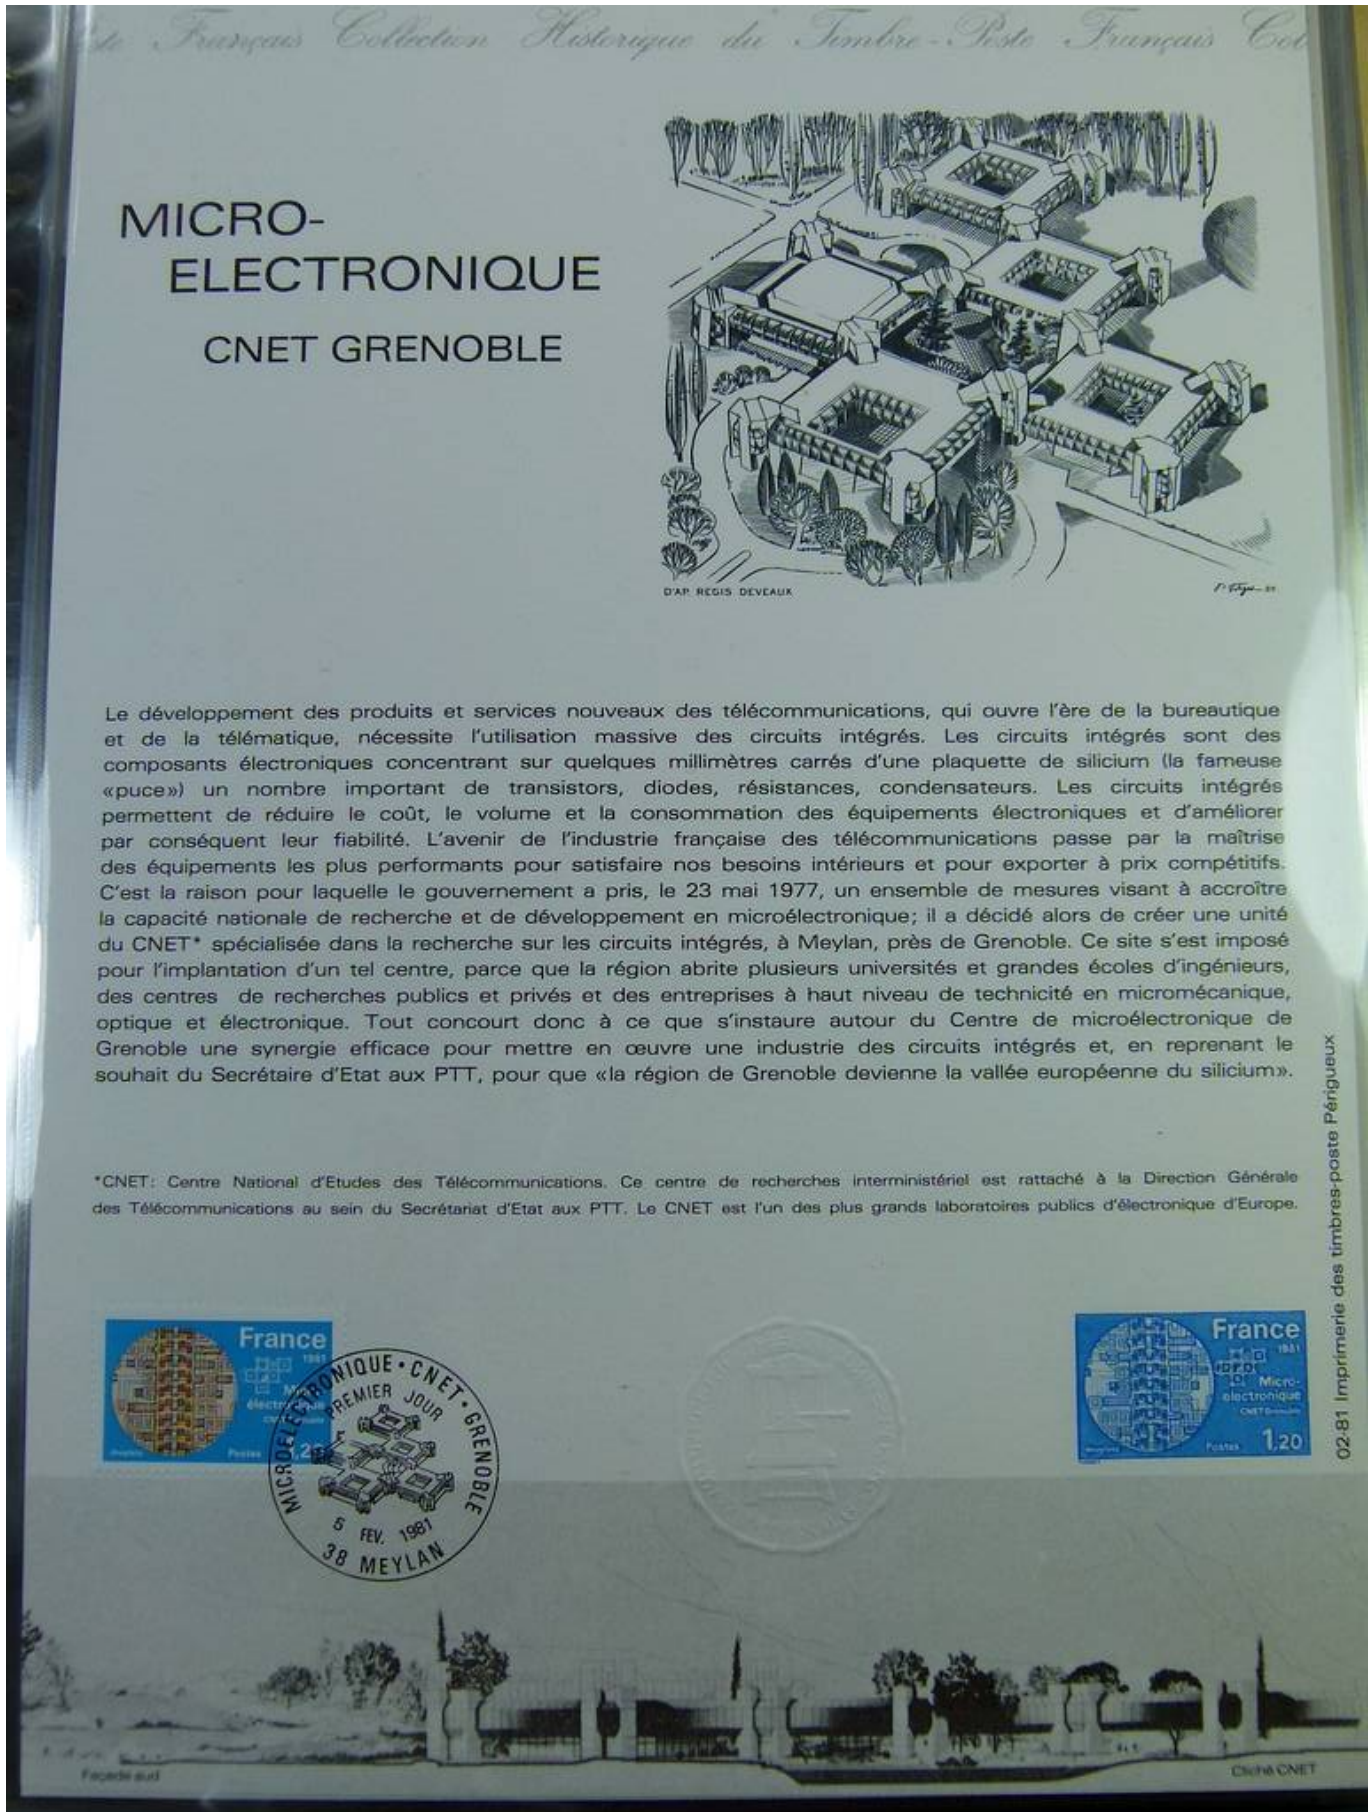 ste Français Collection Historique du Timbre-Poste Français Col
MICRO-
ELECTRONIQUE
CNET GRENOBLE
D'AP. REGIS DEVEAUX
Le développement des produits et services nouveaux des télécommunications, qui ouvre l'ère de la bureautique
et de la télématique, nécessite l'utilisation massive des circuits intégrés. Les circuits intégrés sont des
composants électroniques concentrant sur quelques millimètres carrés d'une plaquette de silicium (la fameuse
«puce») un nombre important de transistors, diodes, résistances, condensateurs. Les circuits intégrés
permettent de réduire le coût, le volume et la consommation des équipements électroniques et d'améliorer
par conséquent leur fiabilité. L'avenir de l'industrie française des télécommunications passe par la maîtrise
des équipements les plus performants pour satisfaire nos besoins intérieurs et pour exporter à prix compétitifs.
C'est la raison pour laquelle le gouvernement a pris, le 23 mai 1977, un ensemble de mesures visant à accroître
la capacité nationale de recherche et de développement en microélectronique; il a décidé alors de créer une unité
du CNET* spécialisée dans la recherche sur les circuits intégrés, à Meylan, près de Grenoble. Ce site s'est imposé
pour l'implantation d'un tel centre, parce que la région abrite plusieurs universités et grandes écoles d'ingénieurs,
des centres de recherches publics et privés et des entreprises à haut niveau de technicité en micromécanique,
optique et électronique. Tout concourt donc à ce que s'instaure autour du Centre de microélectronique de
Grenoble une synergie efficace pour mettre en œuvre une industrie des circuits intégrés et, en reprenant le
souhait du Secrétaire d'Etat aux PTT, pour que «la région de Grenoble devienne la vallée européenne du silicium».
*CNET: Centre National d'Etudes des Télécommunications. Ce centre de recherches interministériel est rattaché à la Direction Générale
des Télécommunications au sein du Secrétariat d'Etat aux PTT. Le CNET est l'un des plus grands laboratoires publics d'électronique d'Europe.
02-81 Imprimerie des timbres-poste Périgueux
France
1981
Micro-
électronique
Postes 1,20
MICROELECTRONIQUE • CNET • GRENOBLE
PREMIER JOUR
5 FEV. 1981
38 MEYLAN
France
1981
Micro-
électronique
CNET Grenoble
Postes 1,20
Façade sud
Cliché CNET